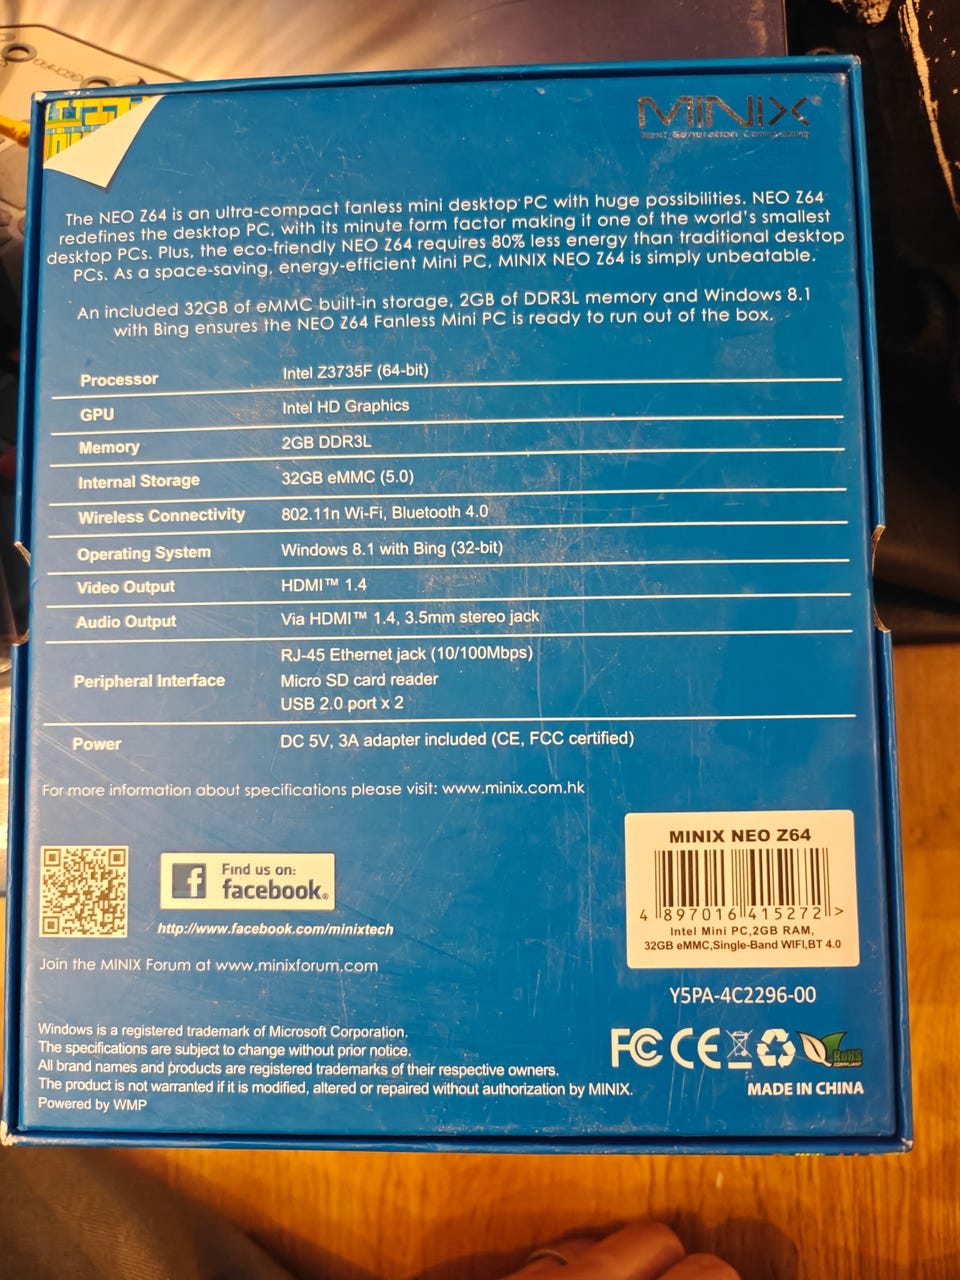 MINIX®
Next Generation Computing
The NEO Z64 is an ultra-compact fanless mini desktop PC with huge possibilities. NEO Z64
redefines the desktop PC, with its minute form factor making it one of the world's smallest
desktop PCs. Plus, the eco-friendly NEO Z64 requires 80% less energy than traditional desktop
PCs. As a space-saving, energy-efficient Mini PC, MINIX NEO Z64 is simply unbeatable.
An included 32GB of eMMC built-in storage, 2GB of DDR3L memory and Windows 8.1
with Bing ensures the NEO Z64 Fanless Mini PC is ready to run out of the box.
Processor Intel Z3735F (64-bit)
GPU Intel HD Graphics
Memory 2GB DDR3L
Internal Storage 32GB eMMC (5.0)
Wireless Connectivity 802.11n Wi-Fi, Bluetooth 4.0
Operating System Windows 8.1 with Bing (32-bit)
Video Output HDMI™ 1.4
Audio Output Via HDMI™ 1.4, 3.5mm stereo jack
RJ-45 Ethernet jack (10/100Mbps)
Peripheral Interface Micro SD card reader
USB 2.0 port x 2
Power DC 5V, 3A adapter included (CE, FCC certified)
For more information about specifications please visit: www.minix.com.hk
Find us on:
facebook®
http://www.facebook.com/minixtech
Join the MINIX Forum at www.minixforum.com
MINIX NEO Z64
4 897016 415272 >
Intel Mini PC,2GB RAM,
32GB eMMC,Single-Band WIFI,BT 4.0
Y5PA-4C2296-00
FC CE RoHS
COMPLIANT
MADE IN CHINA
Windows is a registered trademark of Microsoft Corporation.
The specifications are subject to change without prior notice.
All brand names and products are registered trademarks of their respective owners.
The product is not warranted if it is modified, altered or repaired without authorization by MINIX.
Powered by WMP